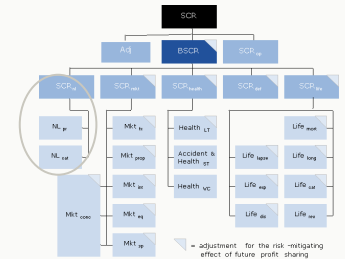 SCR
Adj
BSCR
SCR op
SCR nl
SCR mkt
SCR health
SCR def
SCR life
NL pr
NL cat
Mkt fx
Mkt prop
Mkt int
Mkt eq
Mkt sp
Mkt conc
Health LT
Accident &
Health ST
Health WC
Life mort
Life lapse
Life long
Life exp
Life cat
Life dis
Life rev
= adjustment for the risk -mitigating
effect of future profit sharing